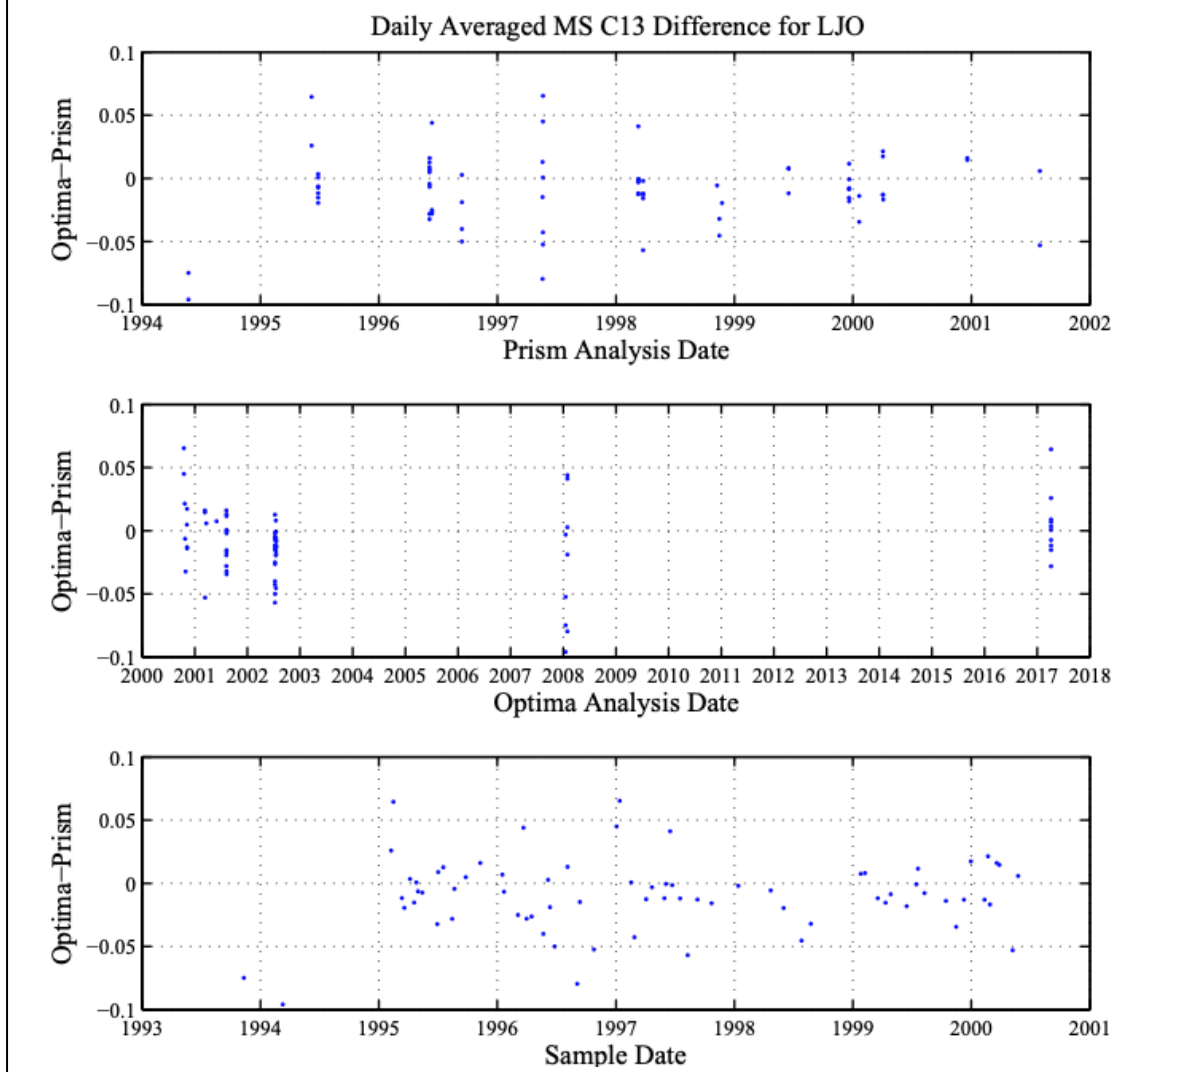 Daily Averaged MS C13 Difference for LJO
0.1
0.05
0
−0.05
−0.1
Optima−Prism
1994 1995 1996 1997 1998 1999 2000 2001 2002
Prism Analysis Date
0.1
0.05
0
−0.05
−0.1
Optima−Prism
2000 2001 2002 2003 2004 2005 2006 2007 2008 2009 2010 2011 2012 2013 2014 2015 2016 2017 2018
Optima Analysis Date
0.1
0.05
0
−0.05
−0.1
Optima−Prism
1993 1994 1995 1996 1997 1998 1999 2000 2001
Sample Date